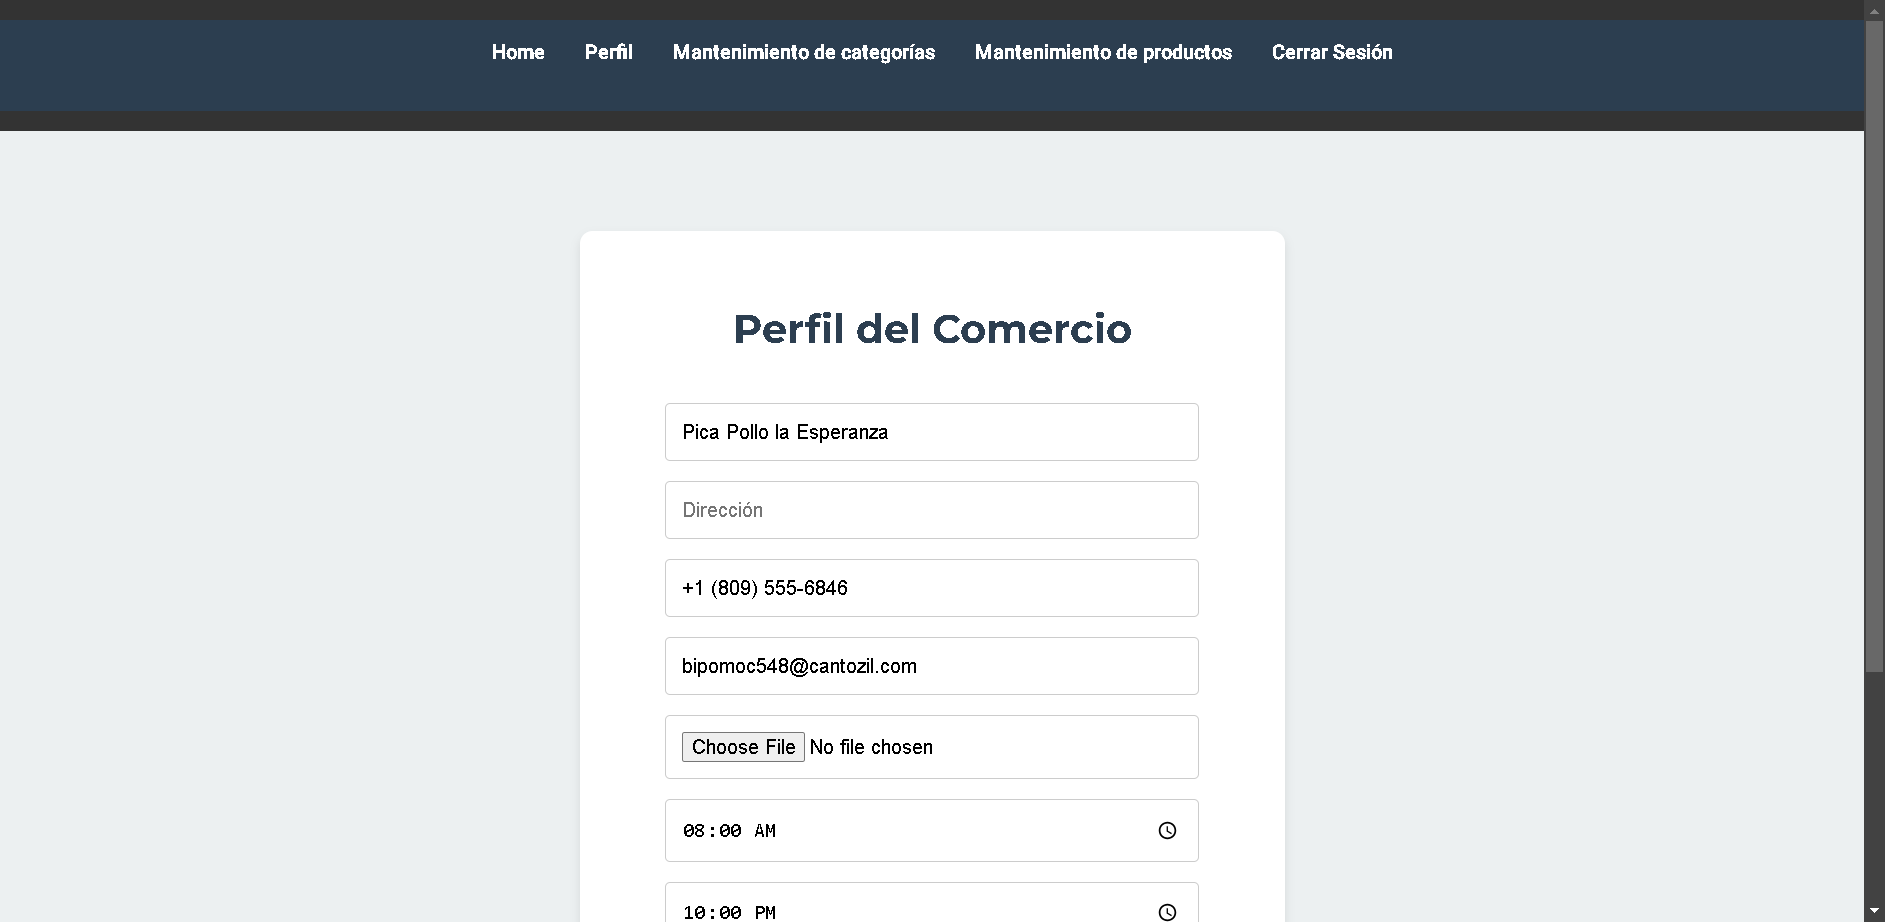 Home Perfil Mantenimiento de categorías Mantenimiento de productos Cerrar Sesión
Perfil del Comercio
Pica Pollo la Esperanza
Dirección
+1 (809) 555-6846
bipomoc548@cantozil.com
Choose File No file chosen
08:00 AM
10:00 PM